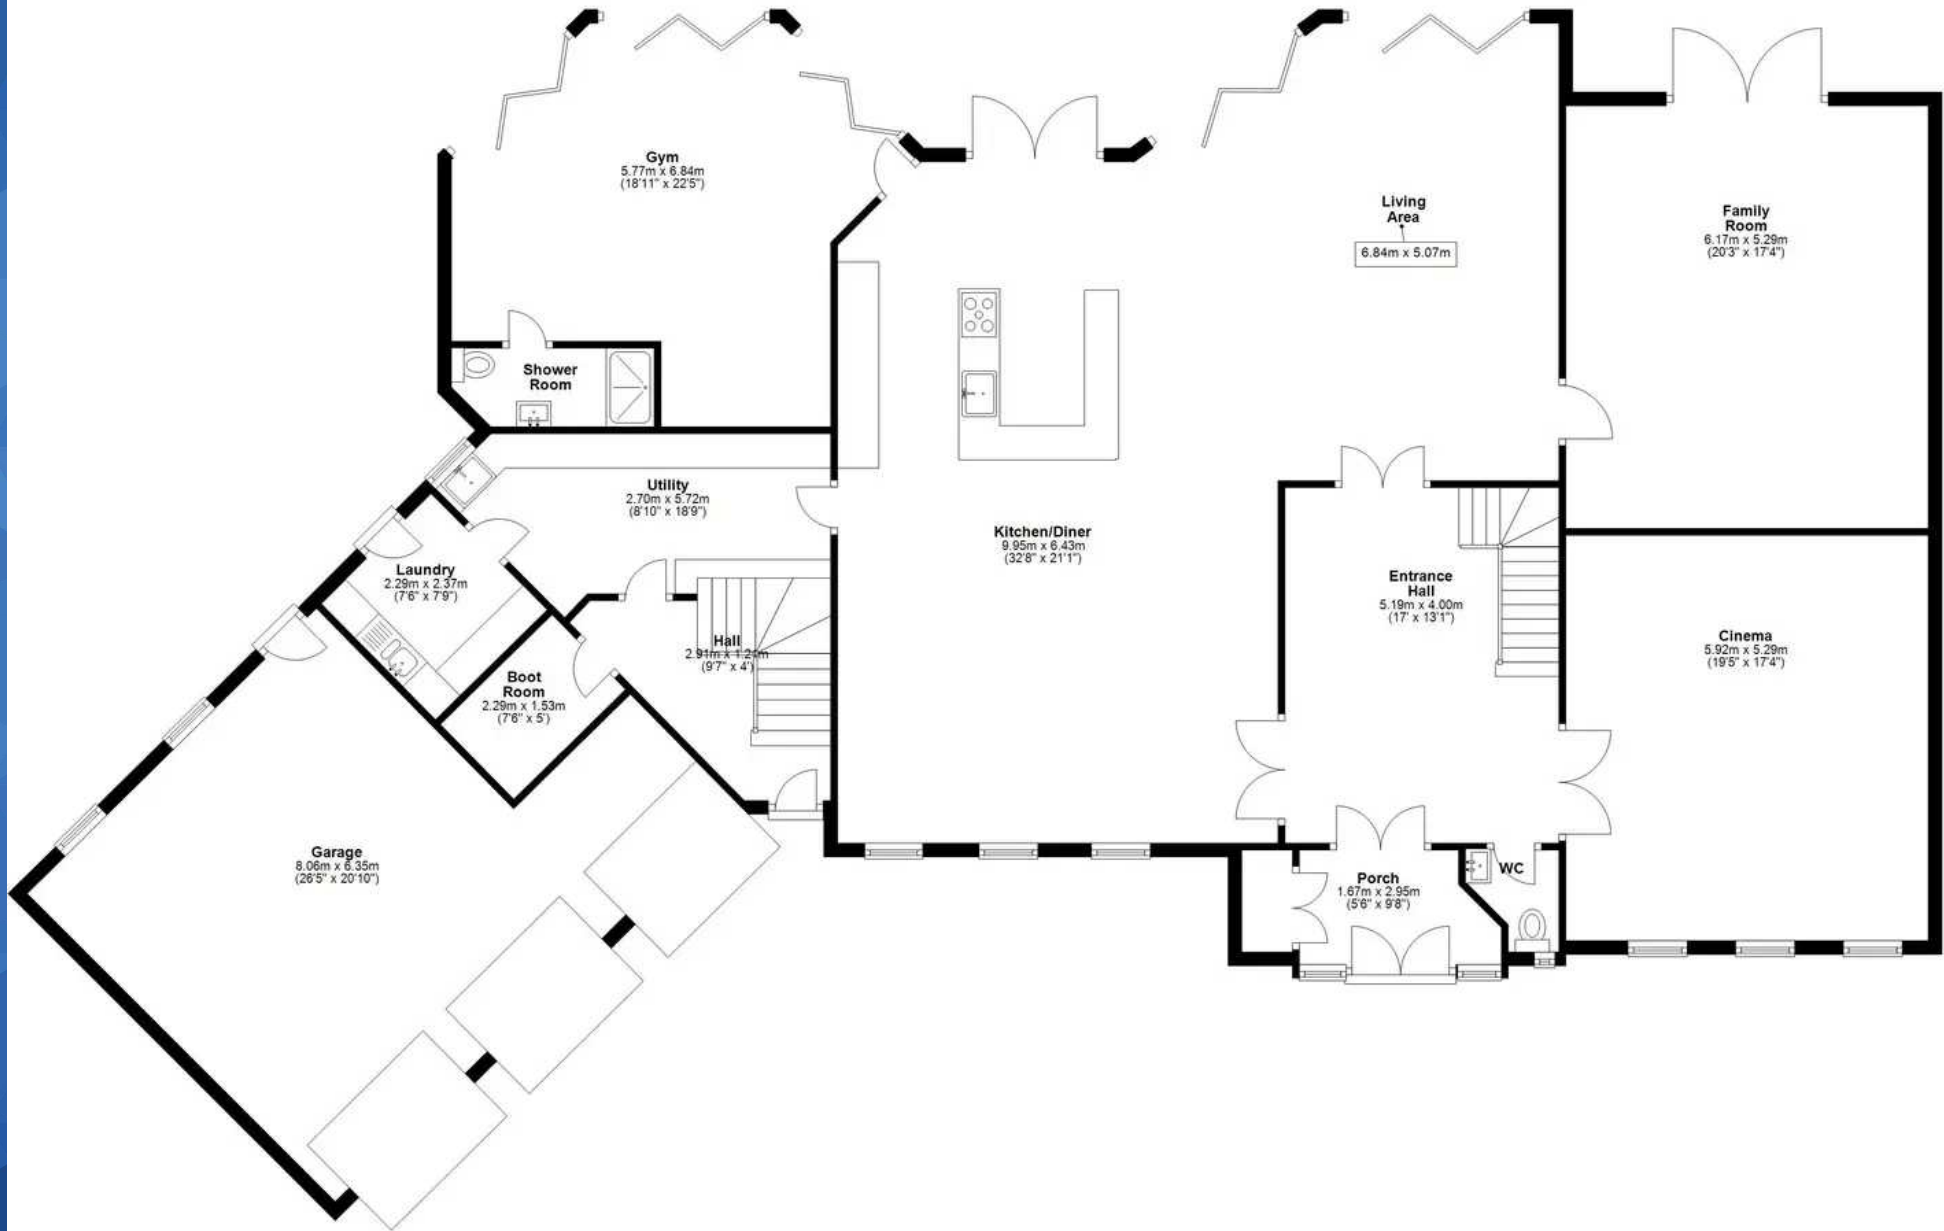 Gym
5.77m x 6.84m
(18'11" x 22'5")
Living
Area
6.84m x 5.07m
Family
Room
6.17m x 5.29m
(20'3" x 17'4")
Shower
Room
Utility
2.70m x 5.72m
(8'10" x 18'9")
Kitchen/Diner
9.95m x 6.43m
(32'8" x 21'1")
Laundry
2.29m x 2.37m
(7'6" x 7'9")
Entrance
Hall
5.19m x 4.00m
(17' x 13'1")
Hall
2.91m x
(9'7" x 4')
Cinema
5.92m x 5.29m
(19'5" x 17'4")
Boot
Room
2.29m x 1.53m
(7'6" x 5')
Garage
8.06m x 6.35m
(26'5" x 20'10")
Porch
1.67m x 2.95m
(5'6" x 9'8")
WC